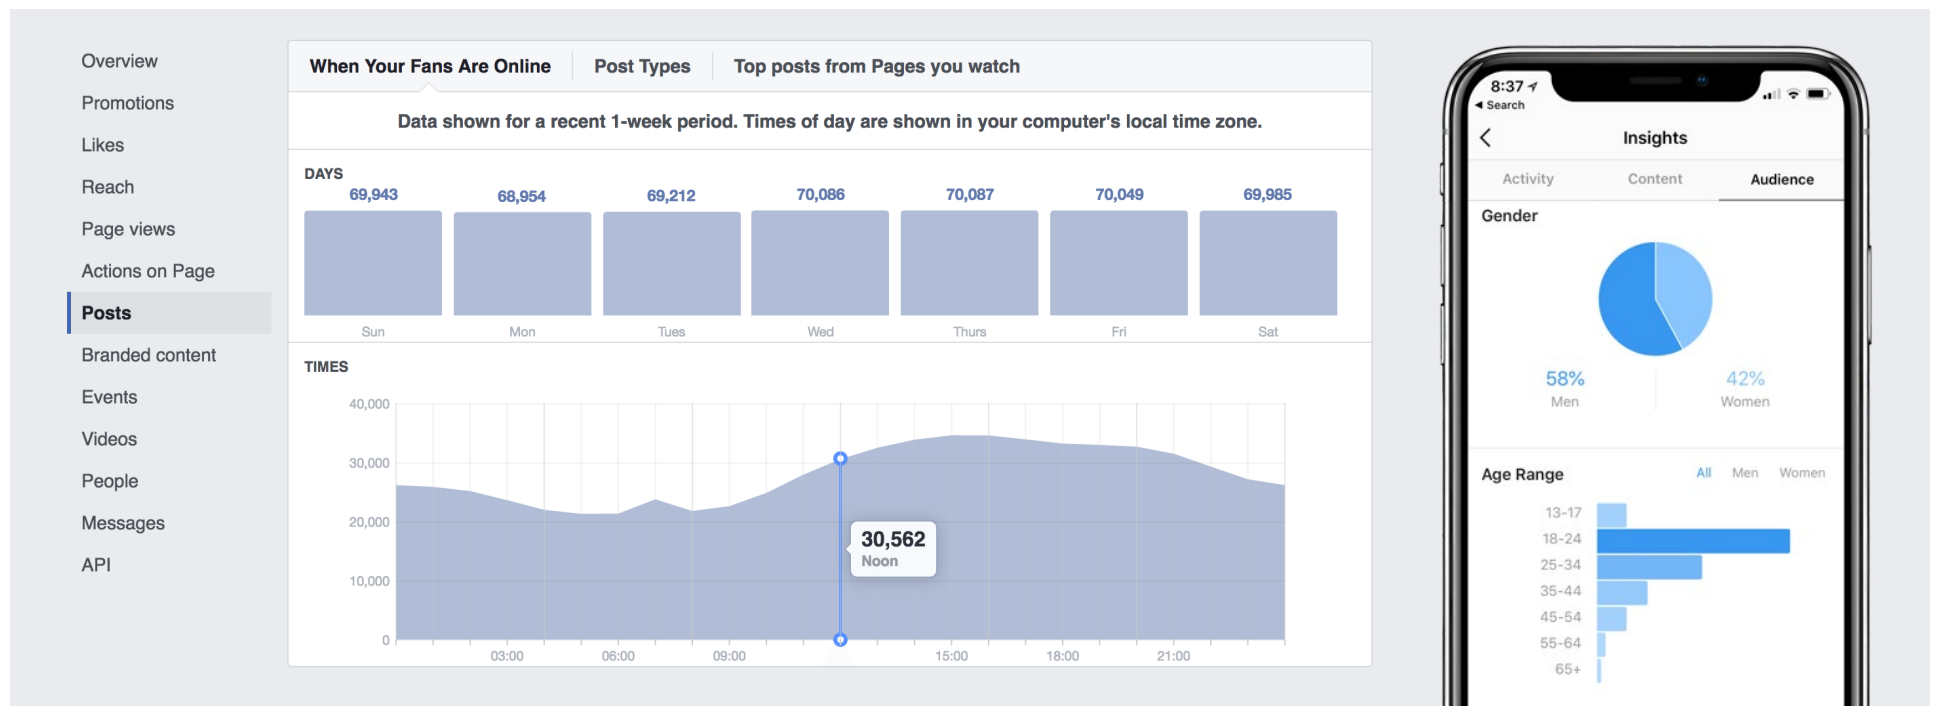 Overview
Promotions
Likes
Reach
Page views
Actions on Page
Posts
Branded content
Events
Videos
People
Messages
API
When Your Fans Are Online
Post Types
Top posts from Pages you watch
Data shown for a recent 1-week period. Times of day are shown in your computer's local time zone.
DAYS
69,943 68,954 69,212 70,086 70,087 70,049 69,985
Sun Mon Tues Wed Thurs Fri Sat
TIMES
40,000
30,000
20,000
10,000
0
30,562
Noon
03:00 06:00 09:00 15:00 18:00 21:00
8:37
Search
Insights
Activity Content Audience
Gender
58% 42%
Men Women
Age Range All Men Women
13-17
18-24
25-34
35-44
45-54
55-64
65+